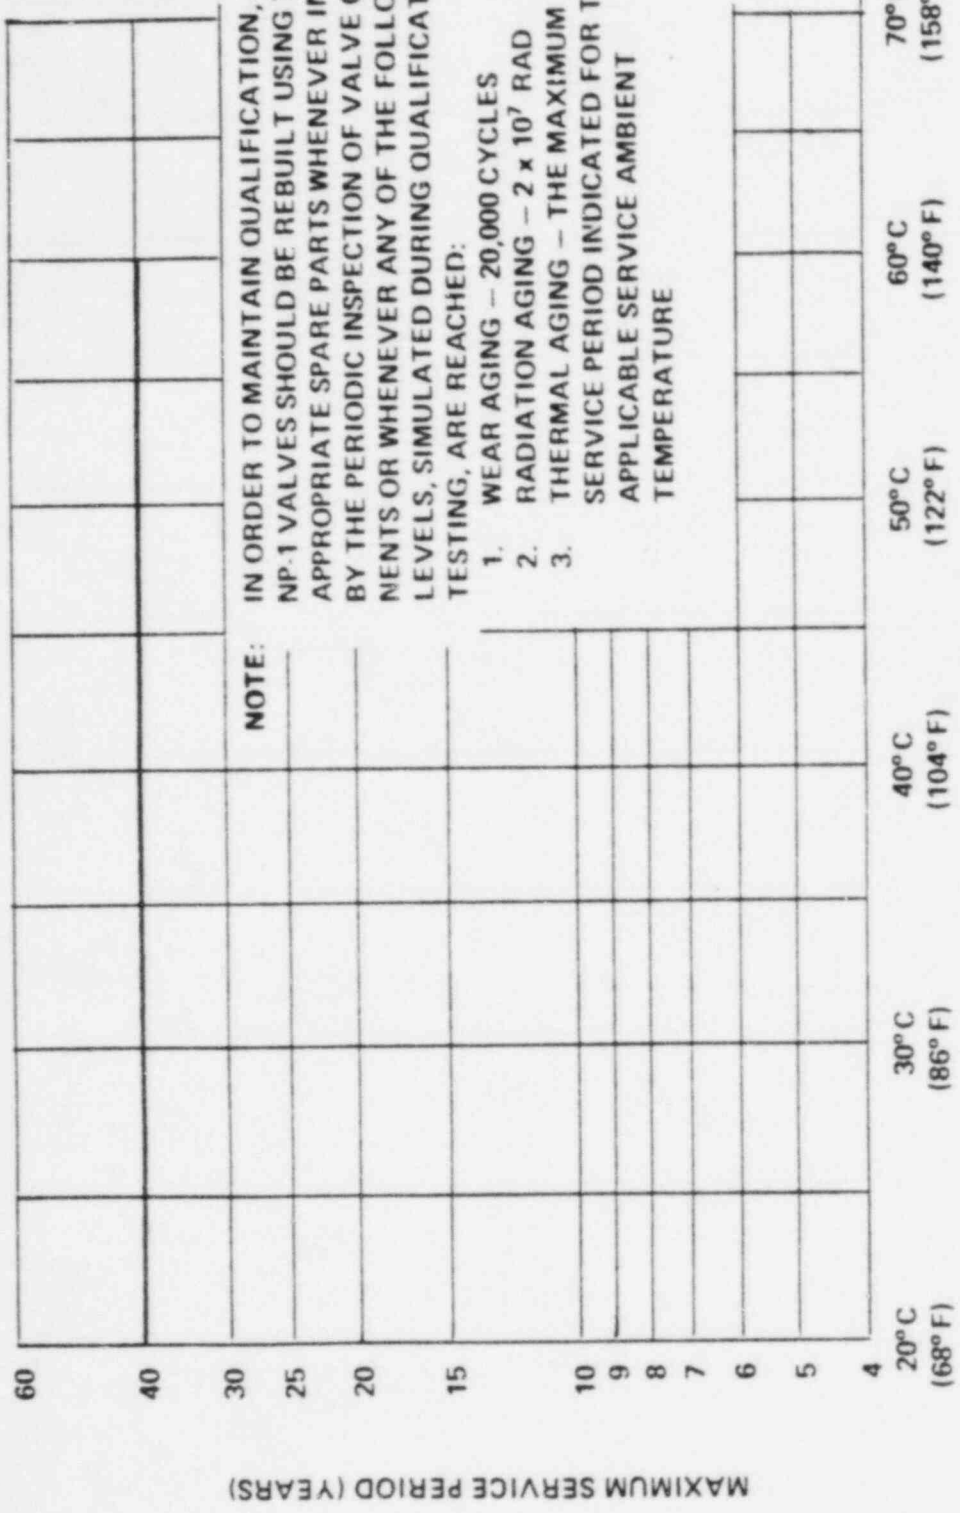 MAXIMUM SERVICE PERIOD (YEARS)
60
40
30
25
20
15
10
9
8
7
6
5
4
NOTE: IN ORDER TO MAINTAIN QUALIFICATION,
NP-1 VALVES SHOULD BE REBUILT USING
APPROPRIATE SPARE PARTS WHENEVER
BY THE PERIODIC INSPECTION OF VALVE
NENTS OR WHENEVER ANY OF THE
LEVELS, SIMULATED DURING
TESTING, ARE REACHED:
1. WEAR AGING – 20,000 CYCLES
2. RADIATION AGING – 2 x 10⁷ RAD
3. THERMAL AGING – THE MAXIMUM
SERVICE PERIOD INDICATED FOR
APPLICABLE SERVICE AMBIENT
TEMPERATURE
20°C 30°C 40°C 50°C 60°C 70°
(68°F) (86°F) (104°F) (122°F) (140°F) (158°